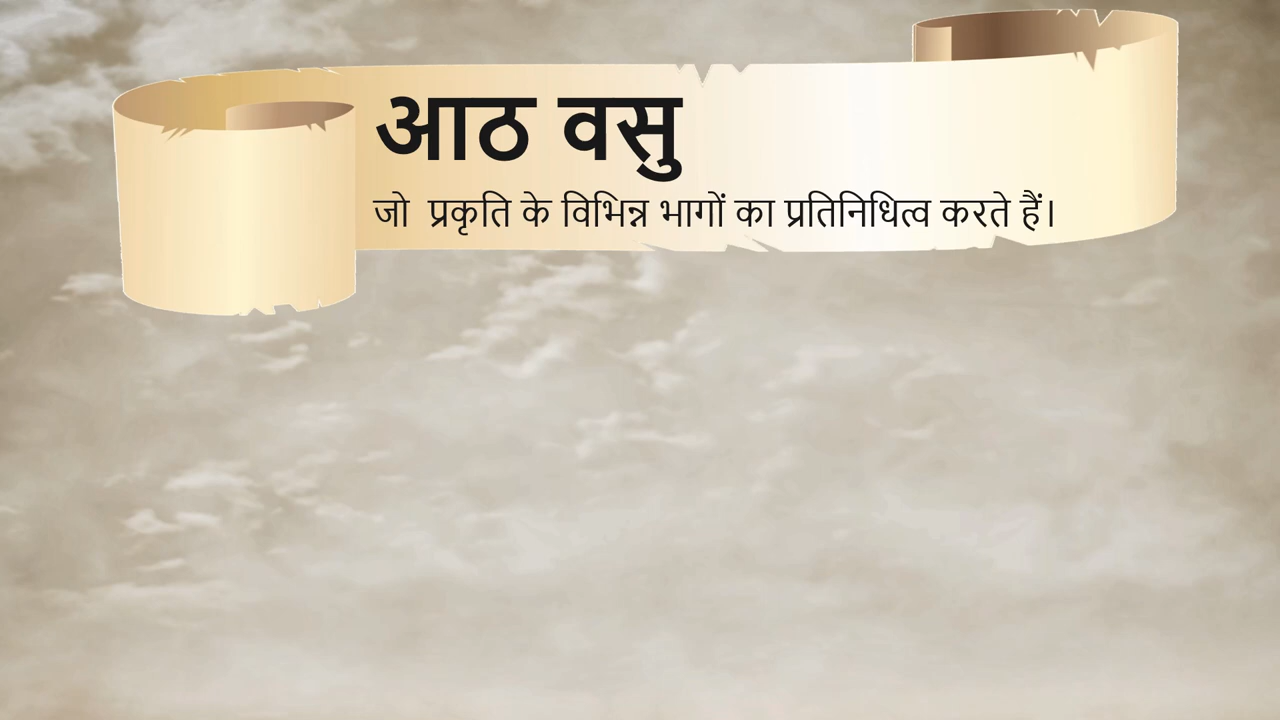 आठ वसु
जो प्रकृति के विभिन्न भागों का प्रतिनिधित्व करते हैं।